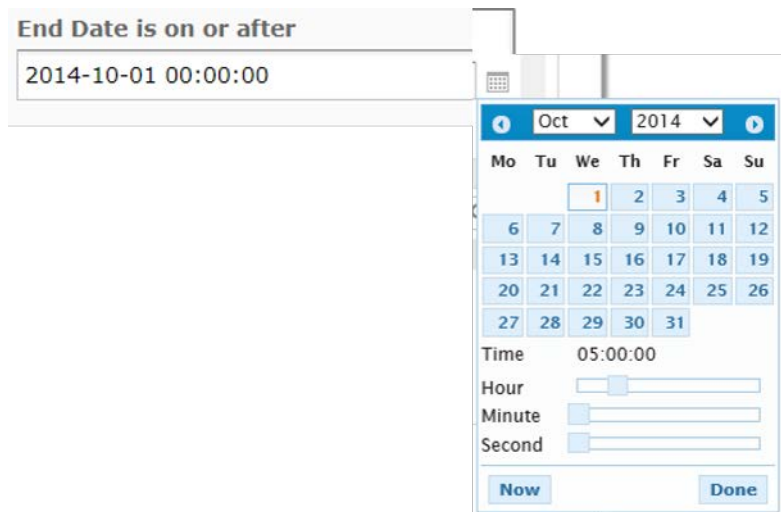 End Date is on or after
2014-10-01 00:00:00
Oct 2014
Mo Tu We Th Fr Sa Su
1 2 3 4 5
6 7 8 9 10 11 12
13 14 15 16 17 18 19
20 21 22 23 24 25 26
27 28 29 30 31
Time 05:00:00
Hour
Minute
Second
Now Done